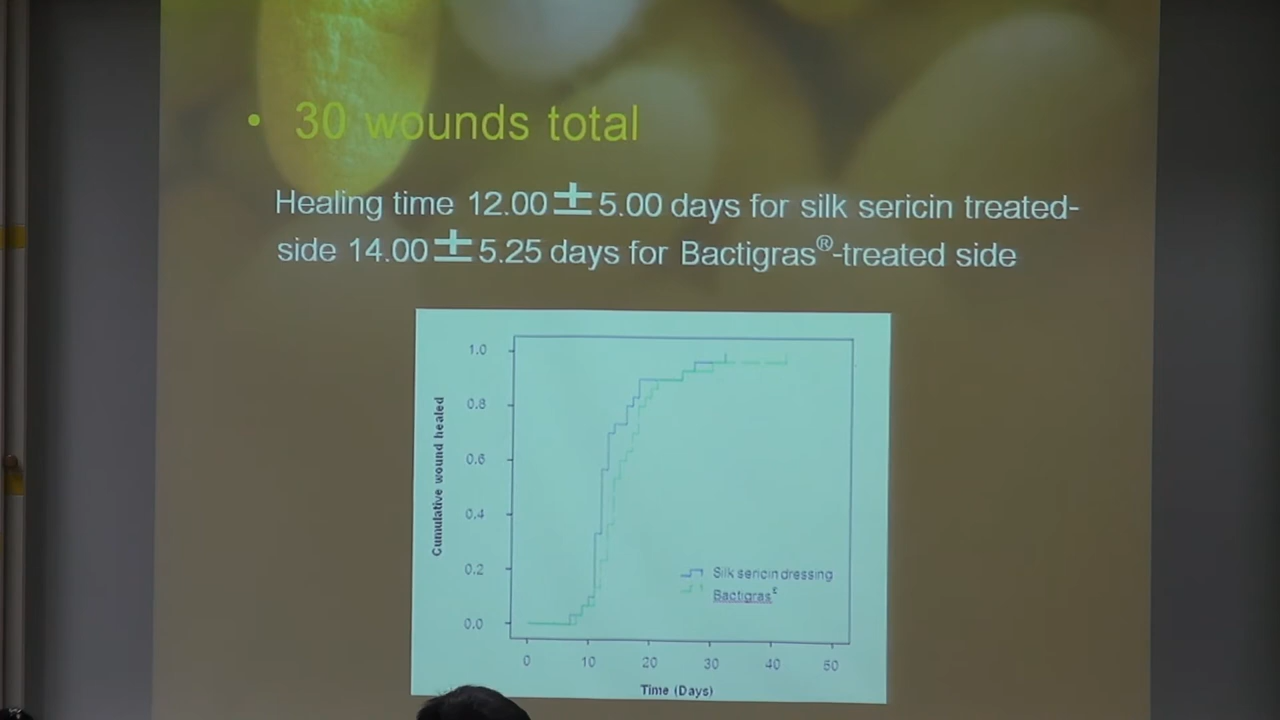 • 30 wounds total
Healing time 12.00±5.00 days for silk sericin treated-
side 14.00±5.25 days for Bactigras®-treated side
1.0
0.8
0.6
0.4
0.2
0.0
Cumulative wound healed
Silk sericin dressing
Bactigras
0 10 20 30 40 50
Time (Days)